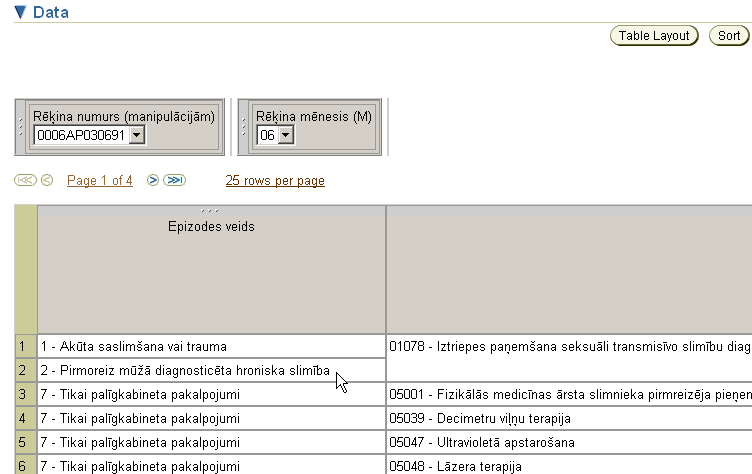 Data
Table Layout Sort
Rēķina numurs (manipulācijām) Rēķina mēnesis (M)
0006AP030691 06
Page 1 of 4 25 rows per page
Epizodes veids
1 1 - Akūta saslimšana vai trauma 01078 - Iztriepes paņemšana seksuāli transmisīvo slimību diag
2 2 - Pirmoreiz mūžā diagnosticēta hroniska slimība
3 7 - Tikai palīgkabineta pakalpojumi 05001 - Fizikālās medicīnas ārsta slimnieka pirmreizēja pieņen
4 7 - Tikai palīgkabineta pakalpojumi 05039 - Decimetru viļņu terapija
5 7 - Tikai palīgkabineta pakalpojumi 05047 - Ultravioletā apstarošana
6 7 - Tikai palīgkabineta pakalpojumi 05048 - Lāzera terapija